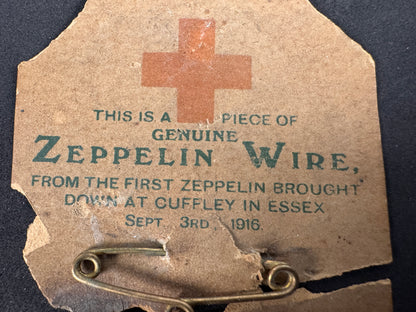 THIS IS A PIECE OF
GENUINE
ZEPPELIN WIRE,
FROM THE FIRST ZEPPELIN BROUGHT
DOWN AT CUFFLEY IN ESSEX
SEPT. 3RD, 1916.